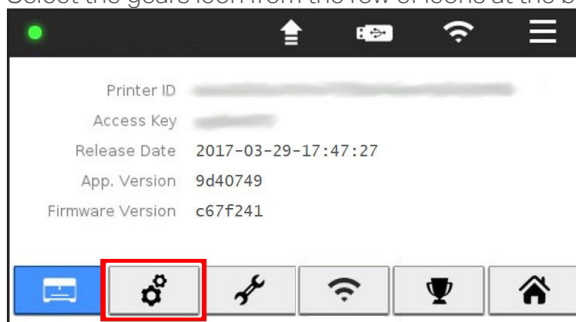 Select the gears icon from the row of icons at the b
Printer ID
Access Key
Release Date 2017-03-29-17:47:27
App. Version 9d40749
Firmware Version c67f241